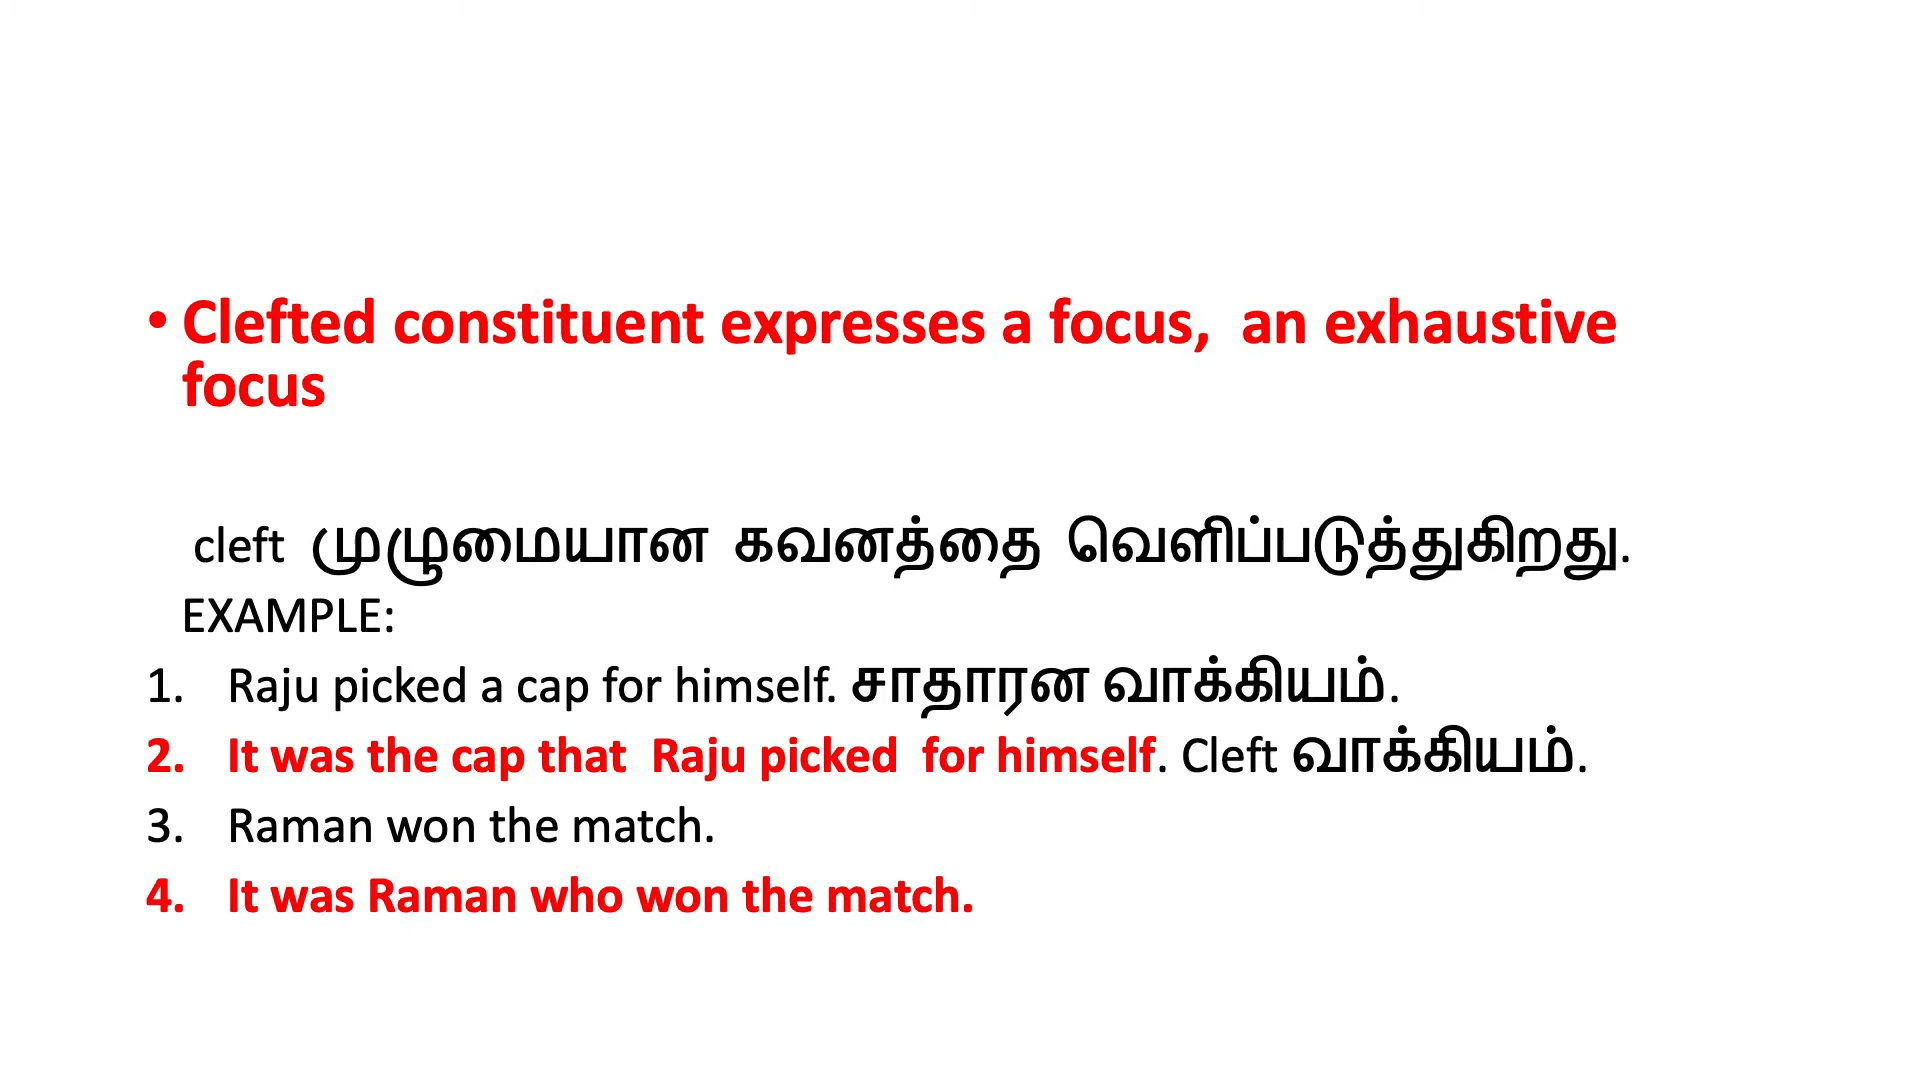 • Clefted constituent expresses a focus, an exhaustive
focus
cleft முழுமையான கவனத்தை வெளிப்படுத்துகிறது.
EXAMPLE:
1. Raju picked a cap for himself. சாதாரன வாக்கியம்.
2. It was the cap that Raju picked for himself. Cleft வாக்கியம்.
3. Raman won the match.
4. It was Raman who won the match.